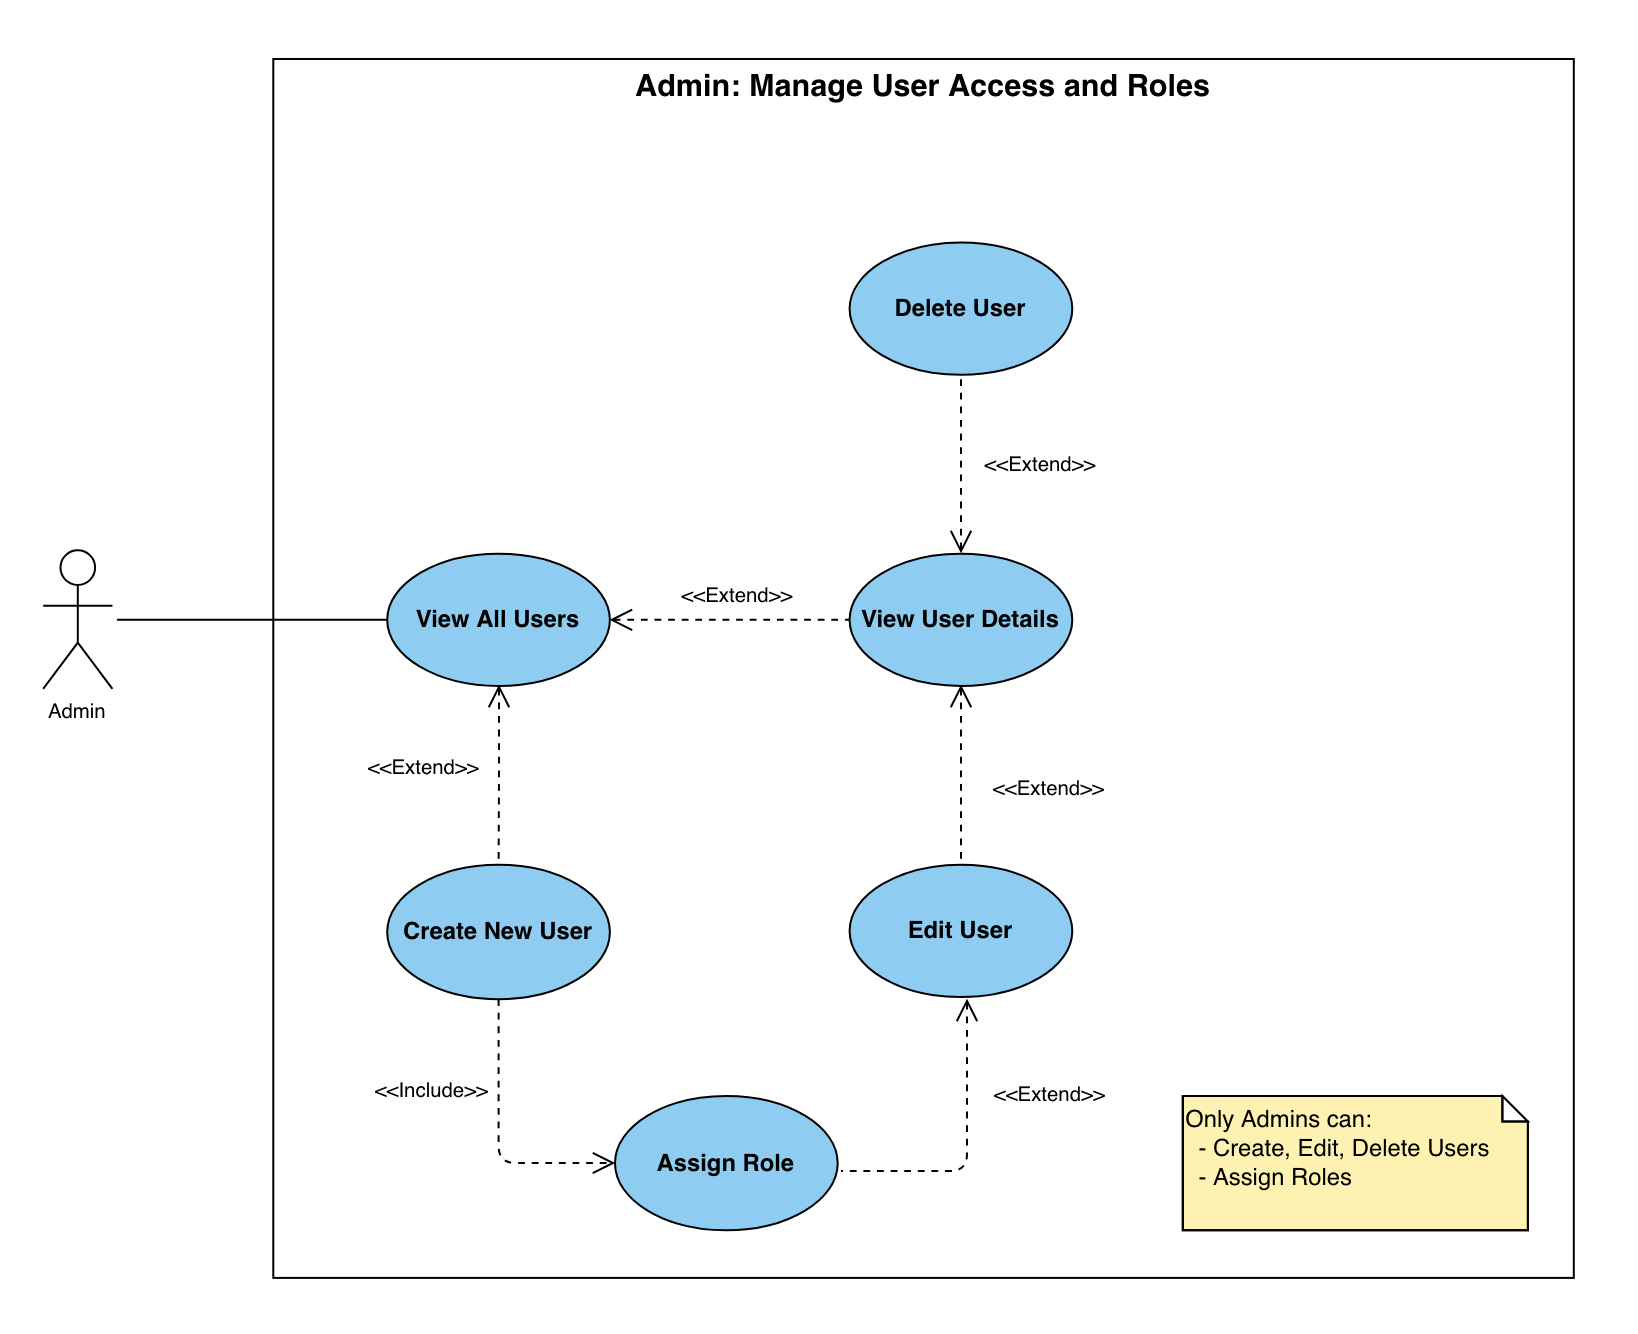 Admin: Manage User Access and Roles
Delete User
<<Extend>>
View All Users
<<Extend>>
View User Details
Admin
<<Extend>>
<<Extend>>
Create New User
Edit User
<<Include>>
<<Extend>>
Assign Role
Only Admins can:
- Create, Edit, Delete Users
- Assign Roles